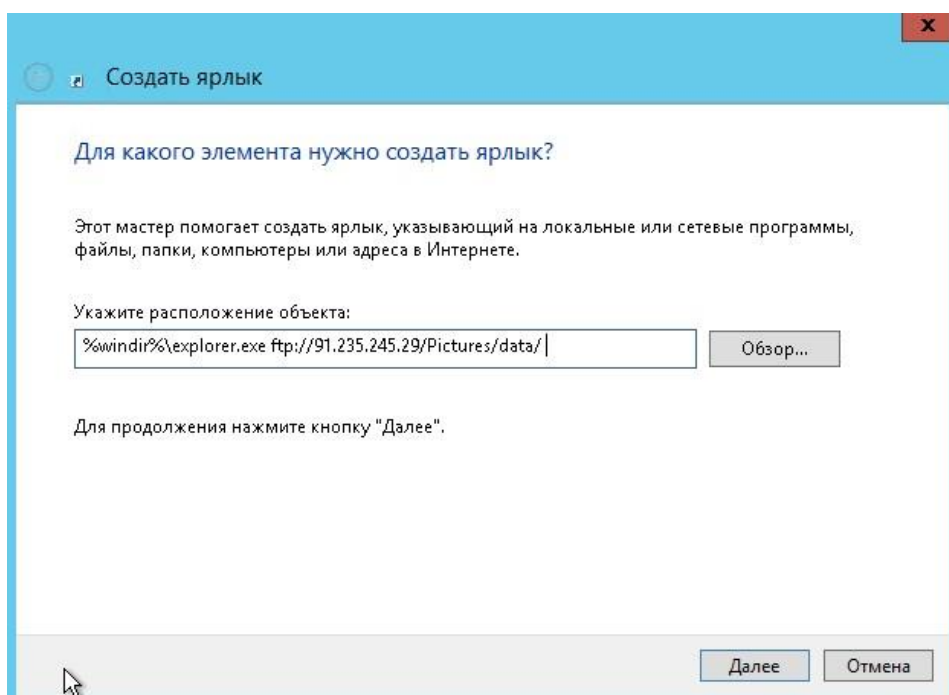 Создать ярлык
Для какого элемента нужно создать ярлык?
Этот мастер помогает создать ярлык, указывающий на локальные или сетевые программы,
файлы, папки, компьютеры или адреса в Интернете.
Укажите расположение объекта:
%windir%\explorer.exe ftp://91.235.245.29/Pictures/data/
Обзор...
Для продолжения нажмите кнопку "Далее".
Далее
Отмена